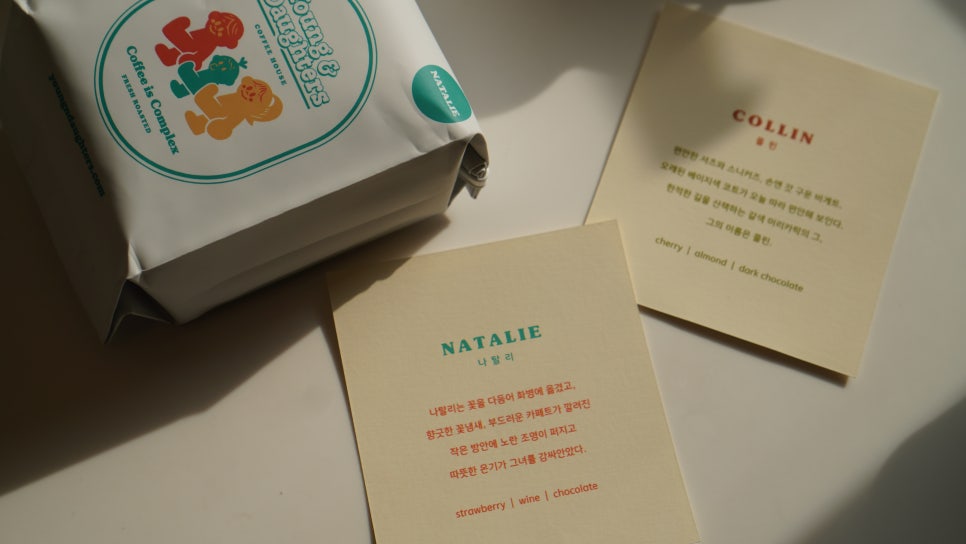 Young &
Daughters
COFFEE HOUSE
Coffee is Complex
FRESH ROASTED
youngndaughters.com
NATALIE
COLLIN
콜린
편안한 셔츠와 스니커즈, 손엔 갓 구운 바게트.
오래된 베이지색 코트가 오늘 따라 편안해 보인다.
한적한 길을 산책하는 갈색 머리카락의 그,
그의 이름은 콜린.
cherry | almond | dark chocolate
NATALIE
나탈리
나탈리는 꽃을 다듬어 화병에 옮겼고,
향긋한 꽃냄새, 부드러운 카페트가 깔려진
작은 방안에 노란 조명이 퍼지고
따뜻한 온기가 그녀를 감싸안았다.
strawberry | wine | chocolate